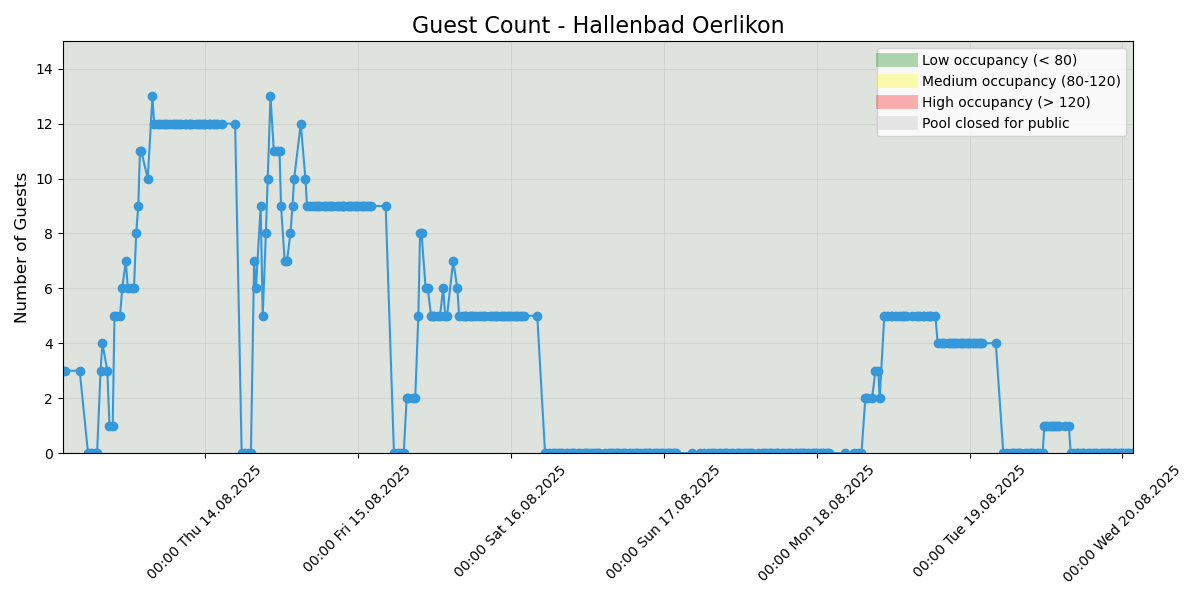 Guest Count - Hallenbad Oerlikon
Number of Guests
14
12
10
8
6
4
2
0
Low occupancy (< 80)
Medium occupancy (80-120)
High occupancy (> 120)
Pool closed for public
00:00 Thu 14.08.2025
00:00 Fri 15.08.2025
00:00 Sat 16.08.2025
00:00 Sun 17.08.2025
00:00 Mon 18.08.2025
00:00 Tue 19.08.2025
00:00 Wed 20.08.2025